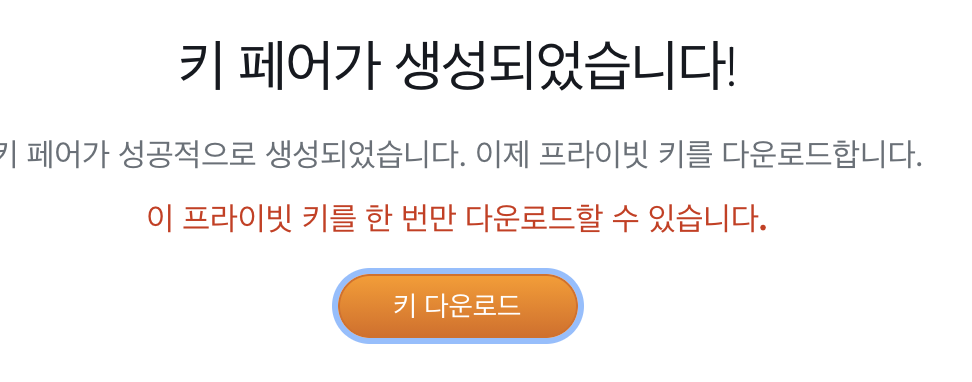 키 페어가 생성되었습니다!
키 페어가 성공적으로 생성되었습니다. 이제 프라이빗 키를 다운로드합니다.
이 프라이빗 키를 한 번만 다운로드할 수 있습니다.
키 다운로드